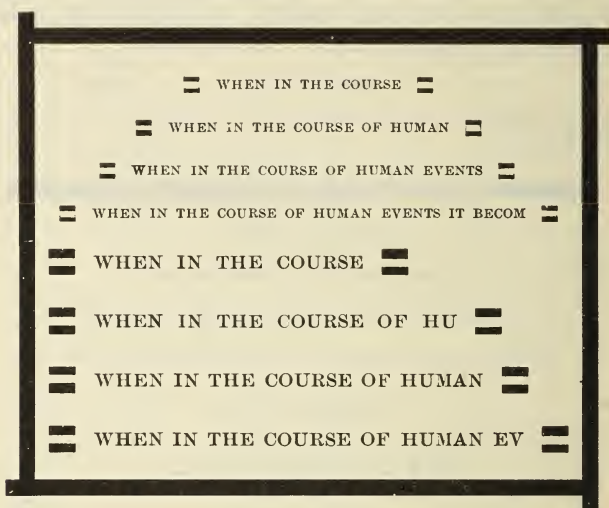 WHEN IN THE COURSE
WHEN IN THE COURSE OF HUMAN
WHEN IN THE COURSE OF HUMAN EVENTS
WHEN IN THE COURSE OF HUMAN EVENTS IT BECOM
WHEN IN THE COURSE
WHEN IN THE COURSE OF HU
WHEN IN THE COURSE OF HUMAN
WHEN IN THE COURSE OF HUMAN EV